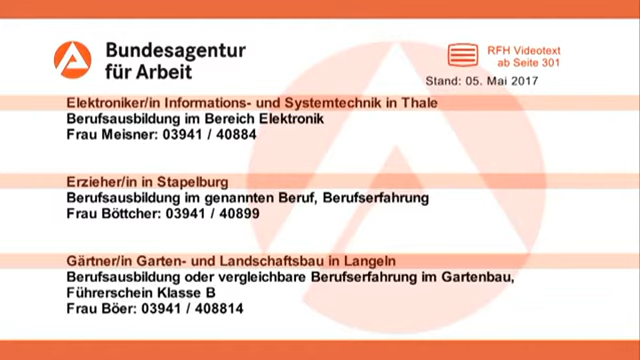 Bundesagentur
für Arbeit
RFH Videotext
ab Seite 301
Stand: 05. Mai 2017
Elektroniker/in Informations- und Systemtechnik in Thale
Berufsausbildung im Bereich Elektronik
Frau Meisner: 03941 / 40884
Erzieher/in in Stapelburg
Berufsausbildung im genannten Beruf, Berufserfahrung
Frau Böttcher: 03941 / 40899
Gärtner/in Garten- und Landschaftsbau in Langeln
Berufsausbildung oder vergleichbare Berufserfahrung im Gartenbau,
Führerschein Klasse B
Frau Böer: 03941 / 408814